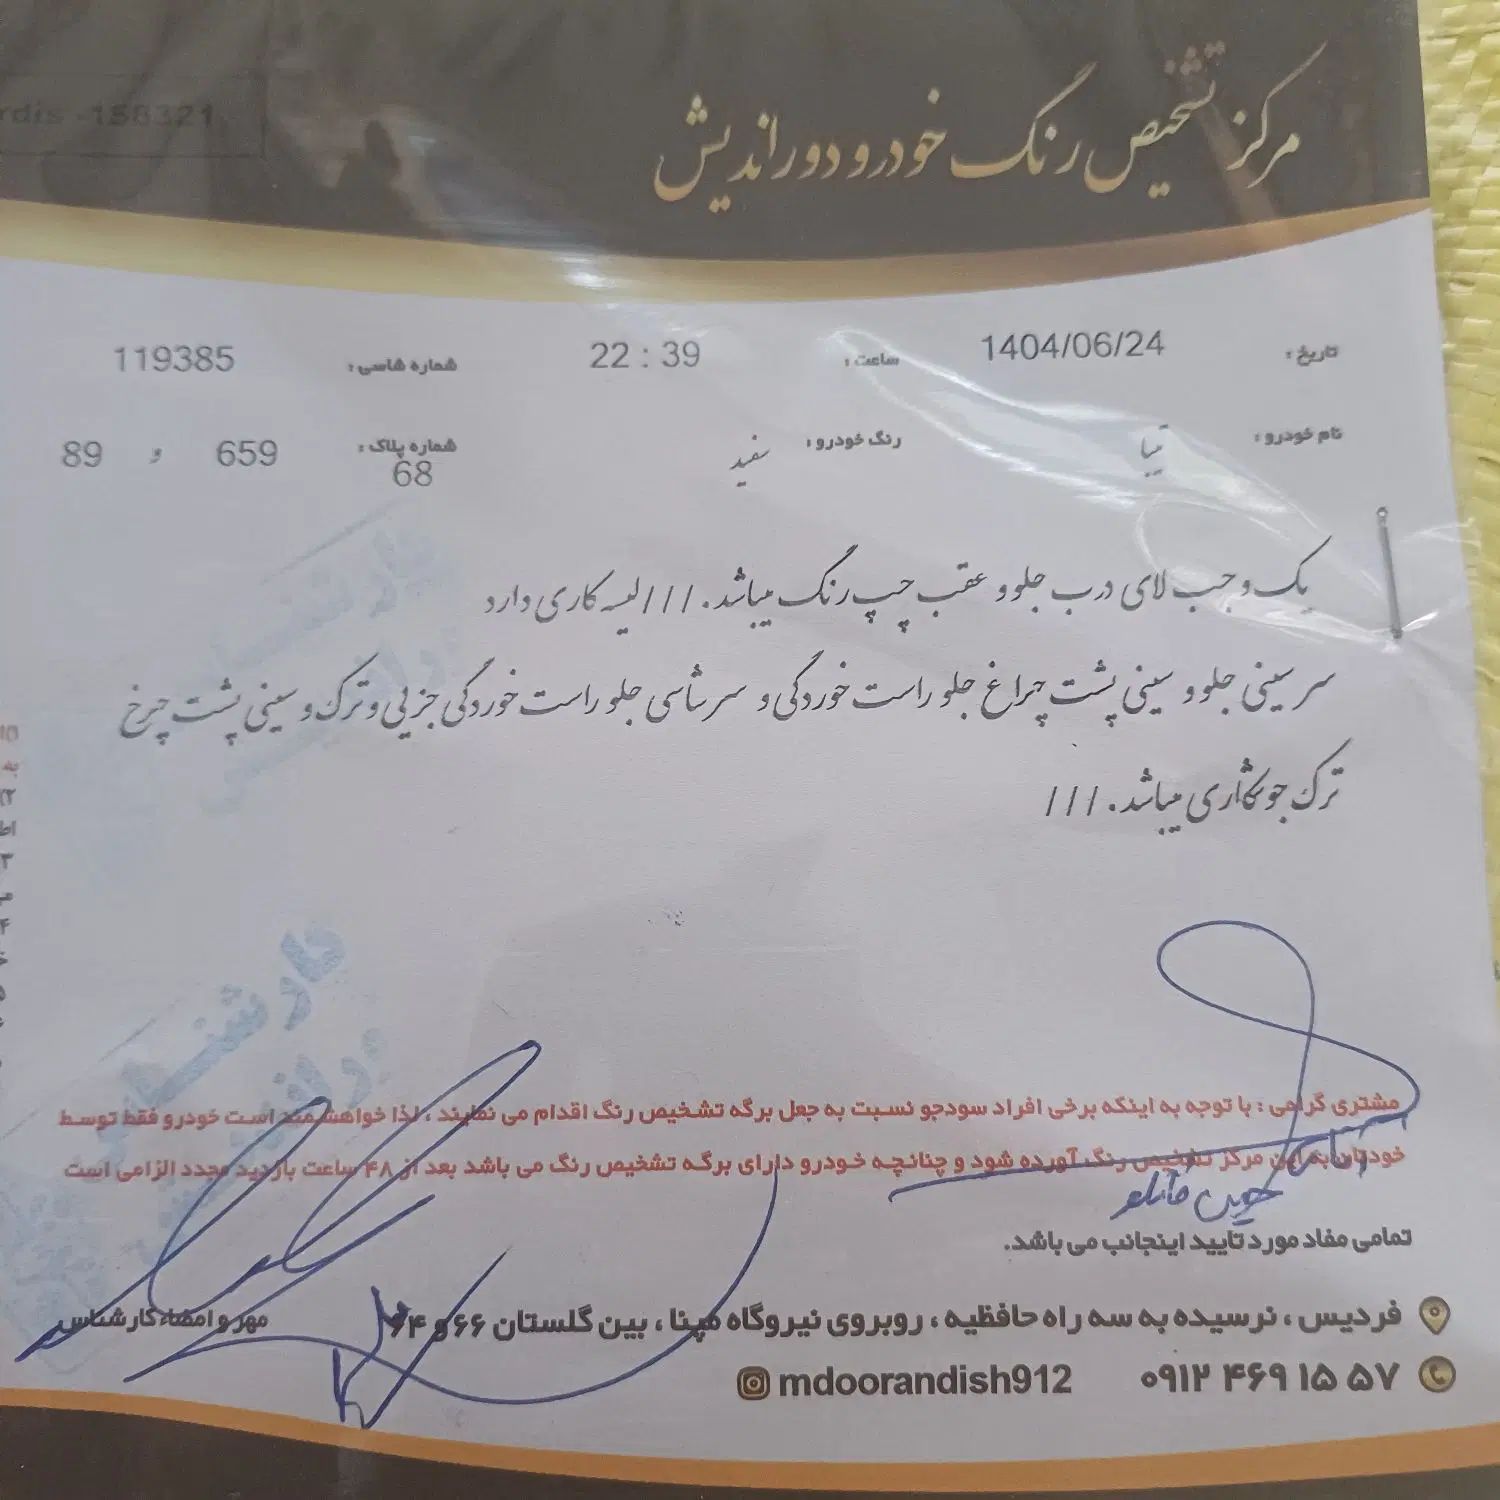 rdis -158321
مرکز تشخیص رنگ خودرو دوراندیش
تاریخ : 1404/06/24 ساعت : 22 : 39 شماره شاسی : 119385
نام خودرو : تیبا رنگ خودرو : سفید شماره پلاک : 659 و 89
68
یک وجب لای درب جلو و عقب چپ رنگ میباشد. /// لیسه کاری دارد
سر سینی جلو و سینی پشت چراغ جلو راست خوردگی و سرشاسی جلو راست خوردگی جزیی و ترک و سینی پشت چرخ
ترک جوشکاری میباشد. ///
مشتری گرامی : با توجه به اینکه برخی افراد سودجو نسبت به جعل برگه تشخیص رنگ اقدام می نمایند ، لذا خواهشمند است خودرو فقط توسط
خودتان به این مرکز تشخیص رنگ آورده شود و چنانچه خودرو دارای برگه تشخیص رنگ می باشد بعد از ۴۸ ساعت بازدید مجدد الزامی است
تمامی مفاد مورد تایید اینجانب می باشد.
فردیس ، نرسیده به سه راه حافظیه ، روبروی نیروگاه مپنا ، بین گلستان ۶۶ و ۶۴ مهر و امضاء کارشناس
۰۹۱۲ ۴۶۹ ۱۵ ۵۷ mdoorandish912